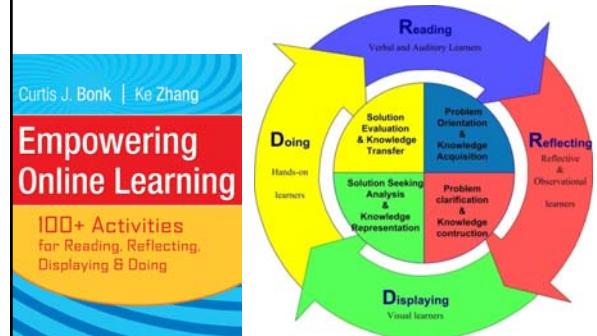 Curtis J. Bonk | Ke Zhang
Empowering
Online Learning
100+ Activities
for Reading, Reflecting,
Displaying & Doing
Reading
Verbal and Auditory Learners
Reflecting
Reflective
&
Observational
learners
Displaying
Visual learners
Doing
Hands-on
learners
Solution
Evaluation
& Knowledge
Transfer
Problem
Orientation
&
Knowledge
Acquisition
Solution Seeking
Analysis
&
Knowledge
Representation
Problem
clarification
&
Knowledge
contruction